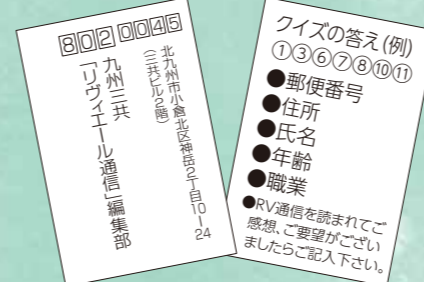 802 0045
北九州市小倉北区神岳2丁目10ー24
(三共ビル2階)
九州三共
「リヴィエール通信」編集部
クイズの答え(例)
①③⑥⑦⑧⑩⑪
●郵便番号
●住所
●氏名
●年齢
●職業
●RV通信を読まれてご
感想、ご要望がござい
ましたらご記入下さい。